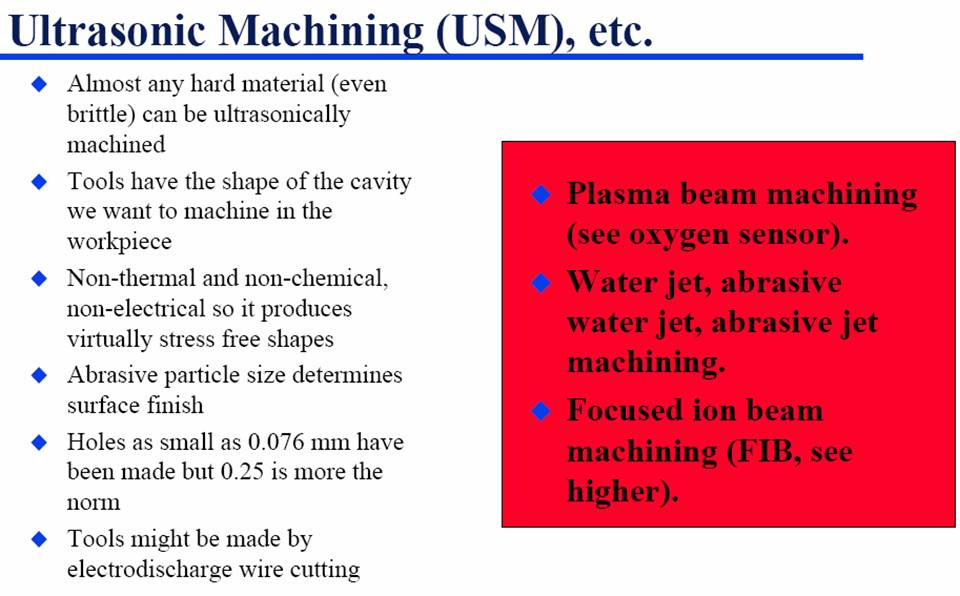 Ultrasonic Machining (USM), etc.
Almost any hard material (even
brittle) can be ultrasonically
machined
Tools have the shape of the cavity
we want to machine in the
workpiece
Non-thermal and non-chemical,
non-electrical so it produces
virtually stress free shapes
Abrasive particle size determines
surface finish
Holes as small as 0.076 mm have
been made but 0.25 is more the
norm
Tools might be made by
electrodischarge wire cutting
Plasma beam machining
(see oxygen sensor).
Water jet, abrasive
water jet, abrasive jet
machining.
Focused ion beam
machining (FIB, see
higher).